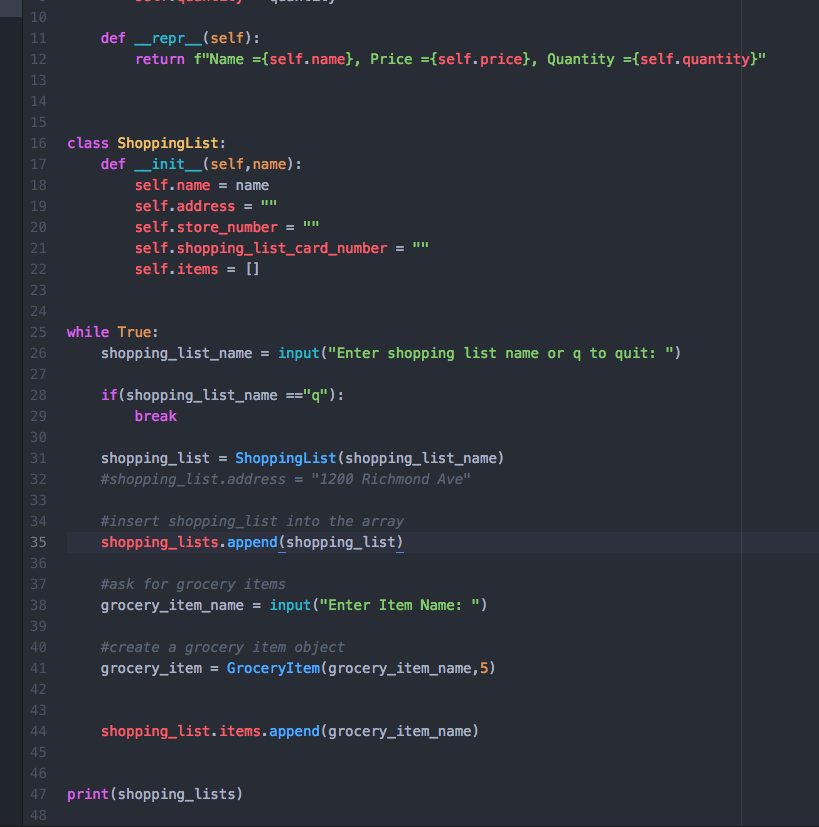 10
11 def __repr__(self):
12 return f"Name ={self.name}, Price ={self.price}, Quantity ={self.quantity}"
13
14
15
16 class ShoppingList:
17 def __init__(self,name):
18 self.name = name
19 self.address = ""
20 self.store_number = ""
21 self.shopping_list_card_number = ""
22 self.items = []
23
24
25 while True:
26 shopping_list_name = input("Enter shopping list name or q to quit: ")
27
28 if(shopping_list_name =="q"):
29 break
30
31 shopping_list = ShoppingList(shopping_list_name)
32 #shopping_list.address = "1200 Richmond Ave"
33
34 #insert shopping_list into the array
35 shopping_lists.append(shopping_list)
36
37 #ask for grocery items
38 grocery_item_name = input("Enter Item Name: ")
39
40 #create a grocery item object
41 grocery_item = GroceryItem(grocery_item_name,5)
42
43
44 shopping_list.items.append(grocery_item_name)
45
46
47 print(shopping_lists)
48